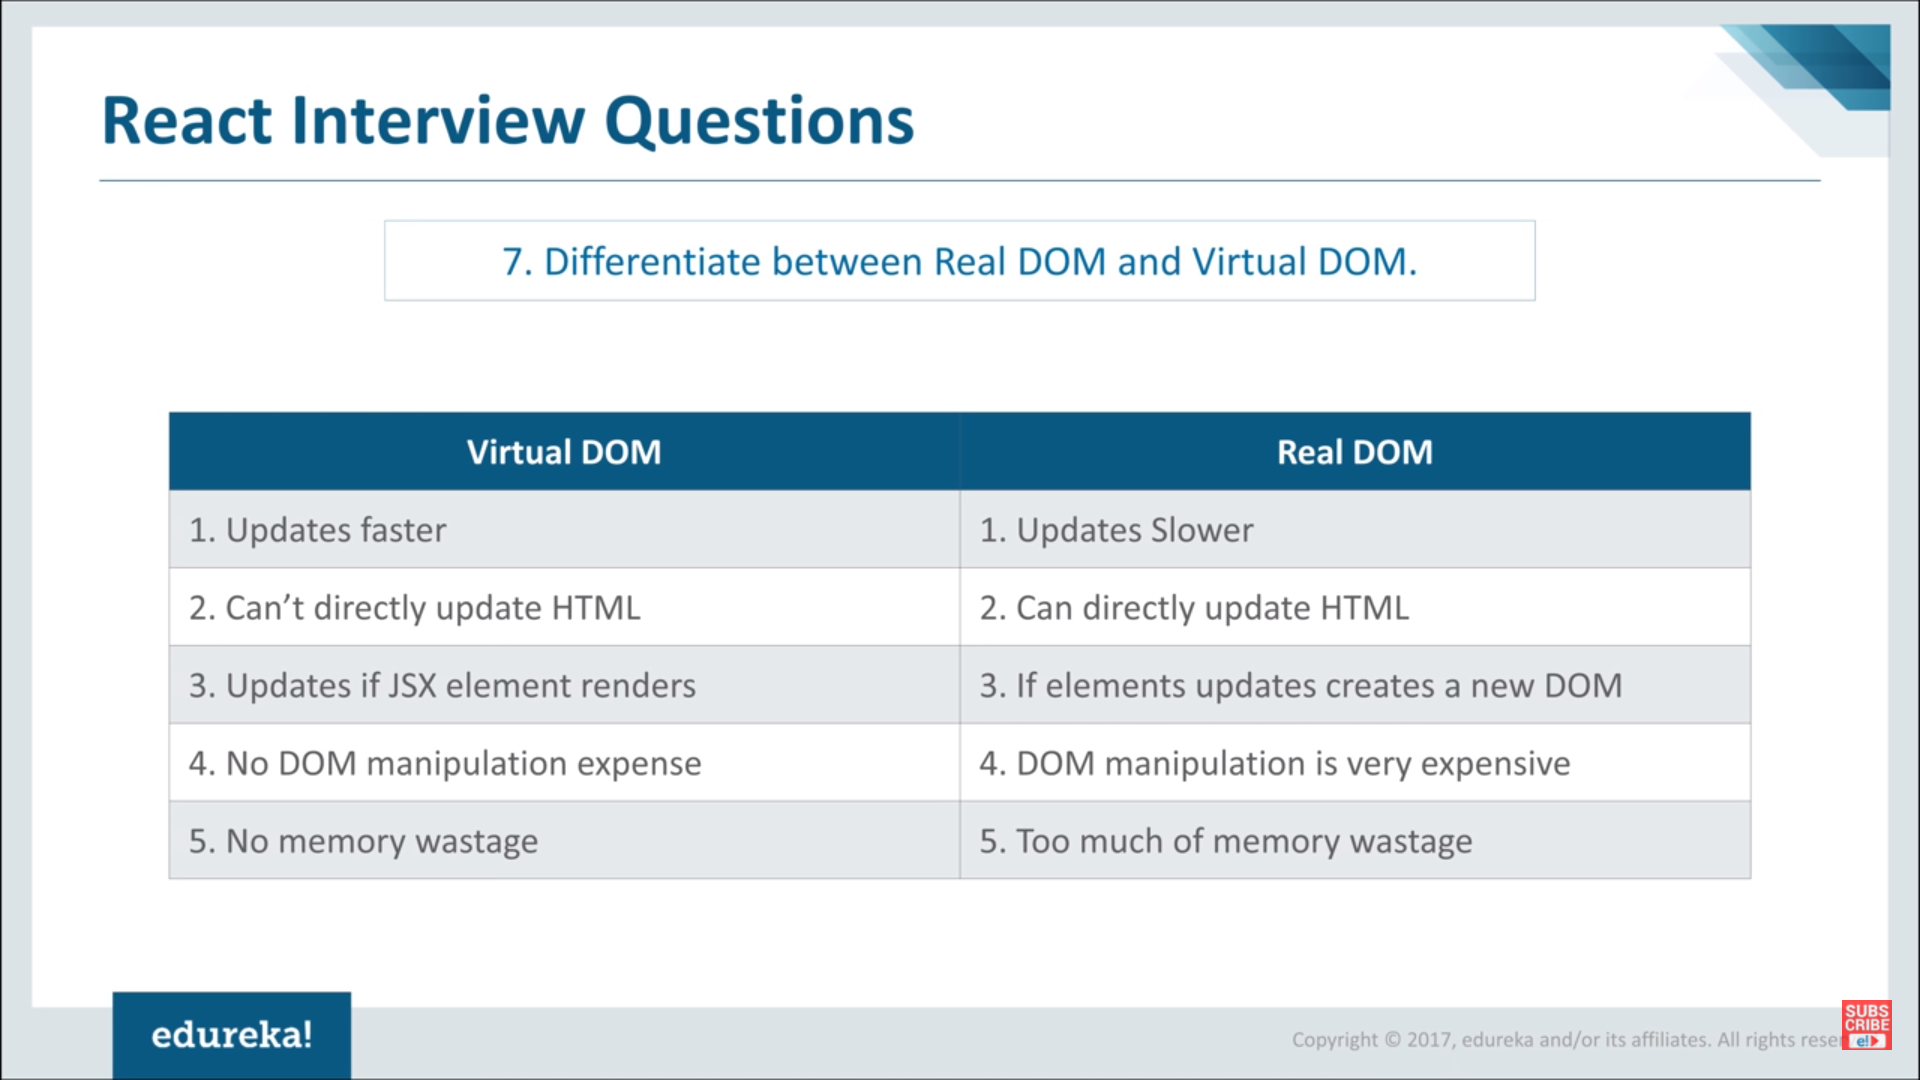 React Interview Questions
7. Differentiate between Real DOM and Virtual DOM.
Virtual DOM
Real DOM
1. Updates faster
1. Updates Slower
2. Can’t directly update HTML
2. Can directly update HTML
3. Updates if JSX element renders
3. If elements updates creates a new DOM
4. No DOM manipulation expense
4. DOM manipulation is very expensive
5. No memory wastage
5. Too much of memory wastage
edureka!
Copyright © 2017, edureka and/or its affiliates. All rights rese
SUBS
CRIBE
e!